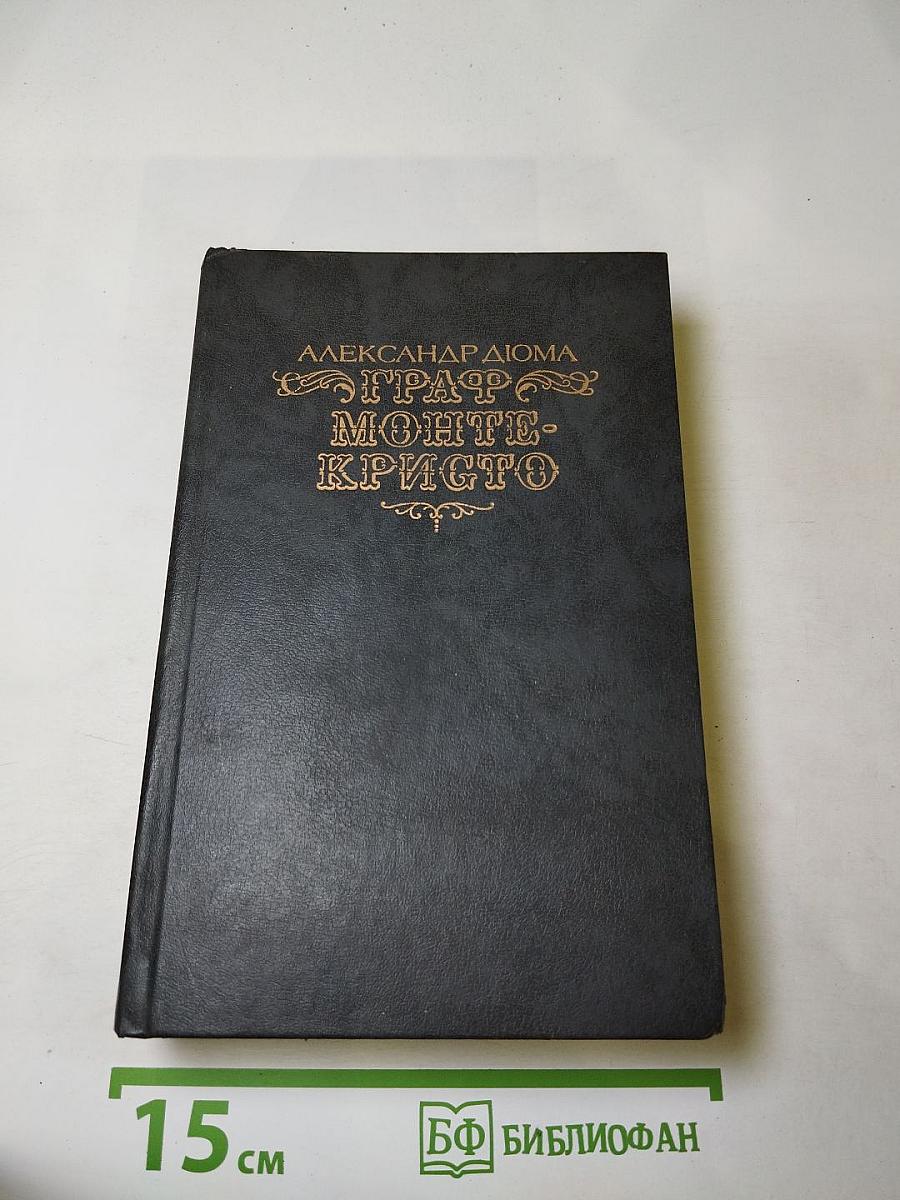 АЛЕКСАНДР ДЮМА
ГРАФ
МОНТЕ-
КРИСТО
15 см
БФ БИБЛИОФАН